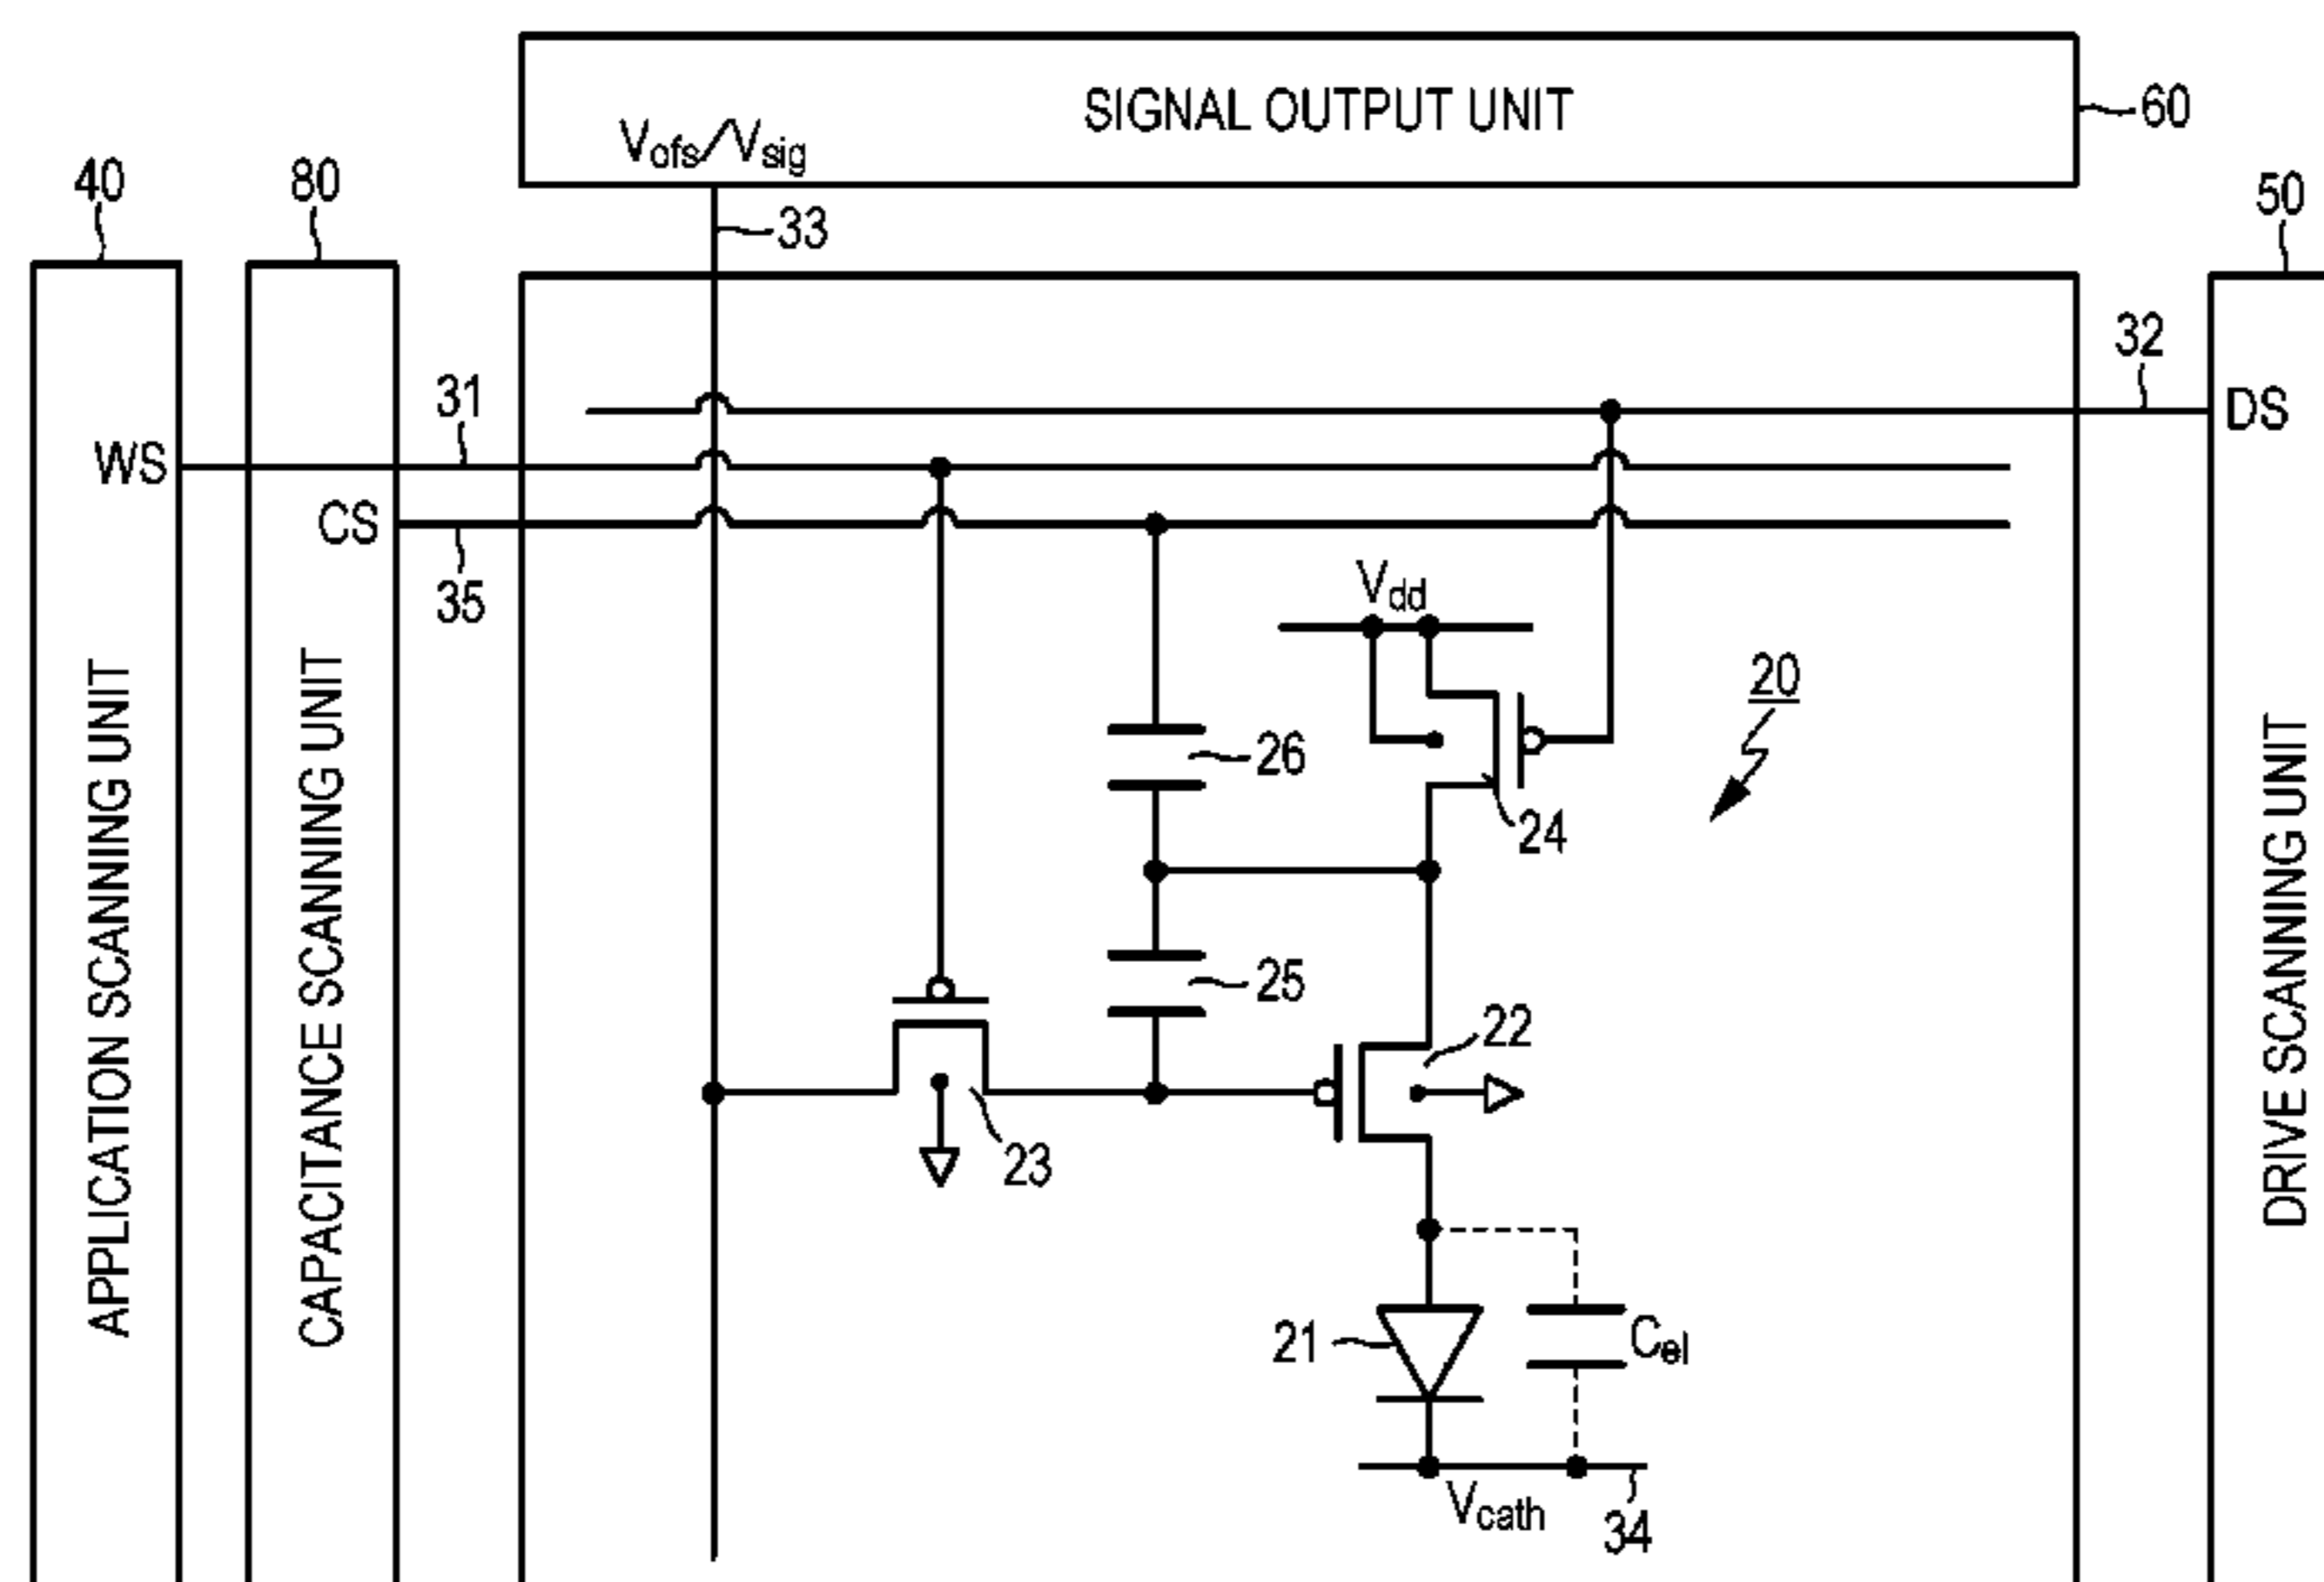 SIGNAL OUTPUT UNIT
60
Vofs/Vsig
40
80
33
50
32
31
DS
WS
CS
35
Vdd
20
26
24
25
22
23
21
Cel
Vcath
34
APPLICATION SCANNING UNIT
CAPACITANCE SCANNING UNIT
DRIVE SCANNING UNIT